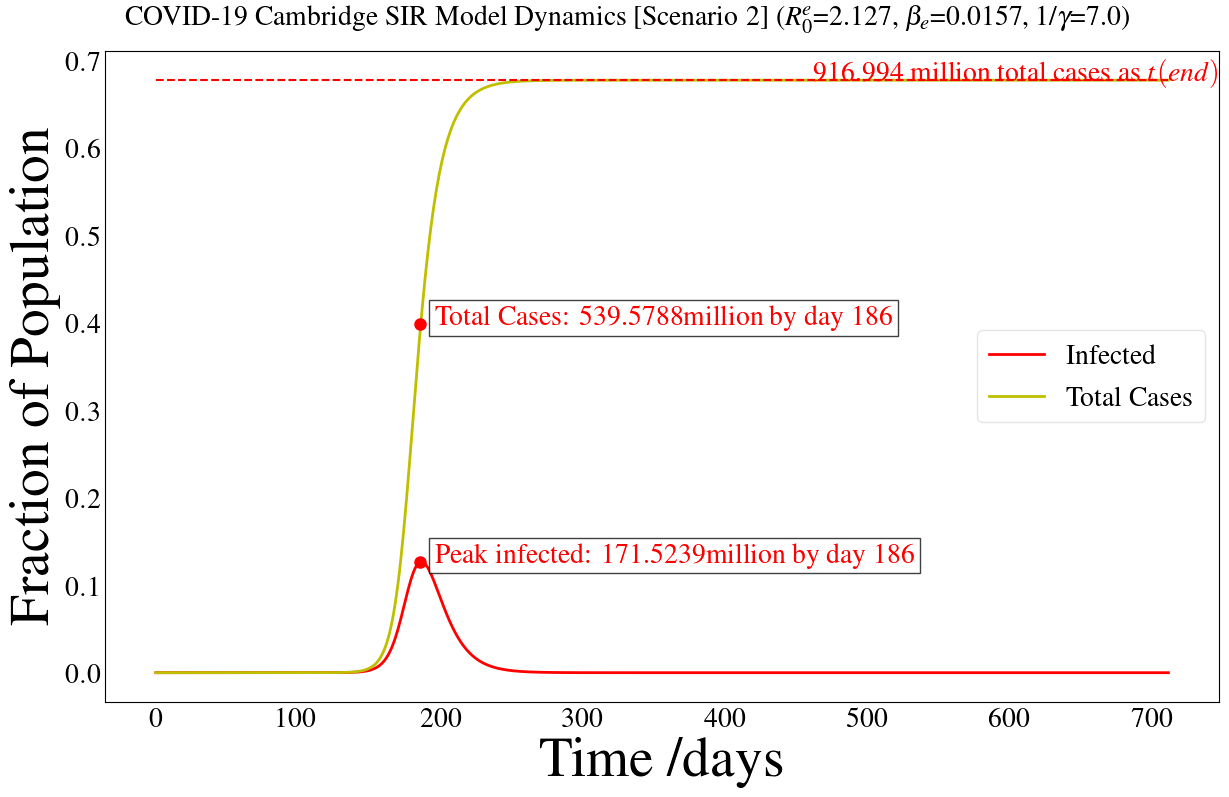 COVID-19 Cambridge SIR Model Dynamics [Scenario 2] (R₀ᵉ=2.127, βₑ=0.0157, 1/γ=7.0)
916.994 million total cases as t(end)
0.7
0.6
0.5
0.4
0.3
0.2
0.1
0.0
Fraction of Population
Total Cases: 539.5788million by day 186
Peak infected: 171.5239million by day 186
Infected
Total Cases
0 100 200 300 400 500 600 700
Time /days